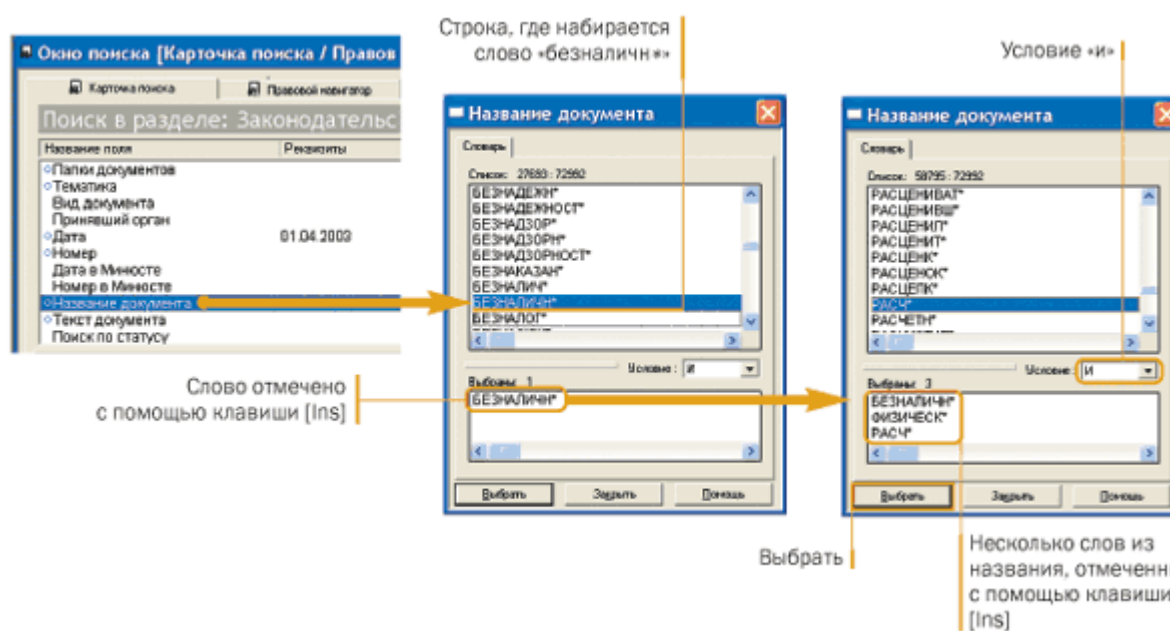 Строка, где набирается
слово «безналичн*»
Условие «и»
Окно поиска [Карточка поиска / Правов
Карточка поиска
Правовой навигатор
Поиск в разделе: Законодательс
Название поля
Реквизиты
Папки документов
Тематика
Вид документа
Принявший орган
Дата
01.04.2003
Номер
Дата в Минюсте
Номер в Минюсте
Название документа
Текст документа
Поиск по статусу
Слово отмечено
с помощью клавиши [Ins]
Название документа
Словарь
Список: 27693 : 72992
БЕЗНАДЕЖН*
БЕЗНАДЕЖНОСТ*
БЕЗНАДЗОР*
БЕЗНАДЗОРН*
БЕЗНАДЗОРНОСТ*
БЕЗНАКАЗАН*
БЕЗНАЛИЧ*
БЕЗНАЛИЧН*
БЕЗНАЛОГ*
Условие: И
Выбраны: 1
БЕЗНАЛИЧН*
Выбрать
Закрыть
Помощь
Название документа
Словарь
Список: 58795 : 72992
РАСЦЕНИВАТ*
РАСЦЕНИВШ*
РАСЦЕНИЛ*
РАСЦЕНИТ*
РАСЦЕНК*
РАСЦЕНОК*
РАСЦЕПК*
РАСЧ*
РАСЧЕТН*
Условие: И
Выбраны: 3
БЕЗНАЛИЧН*
ФИЗИЧЕСК*
РАСЧ*
Выбрать
Закрыть
Помощь
Выбрать
Несколько слов из
названия, отмеченн
с помощью клавиши
[Ins]